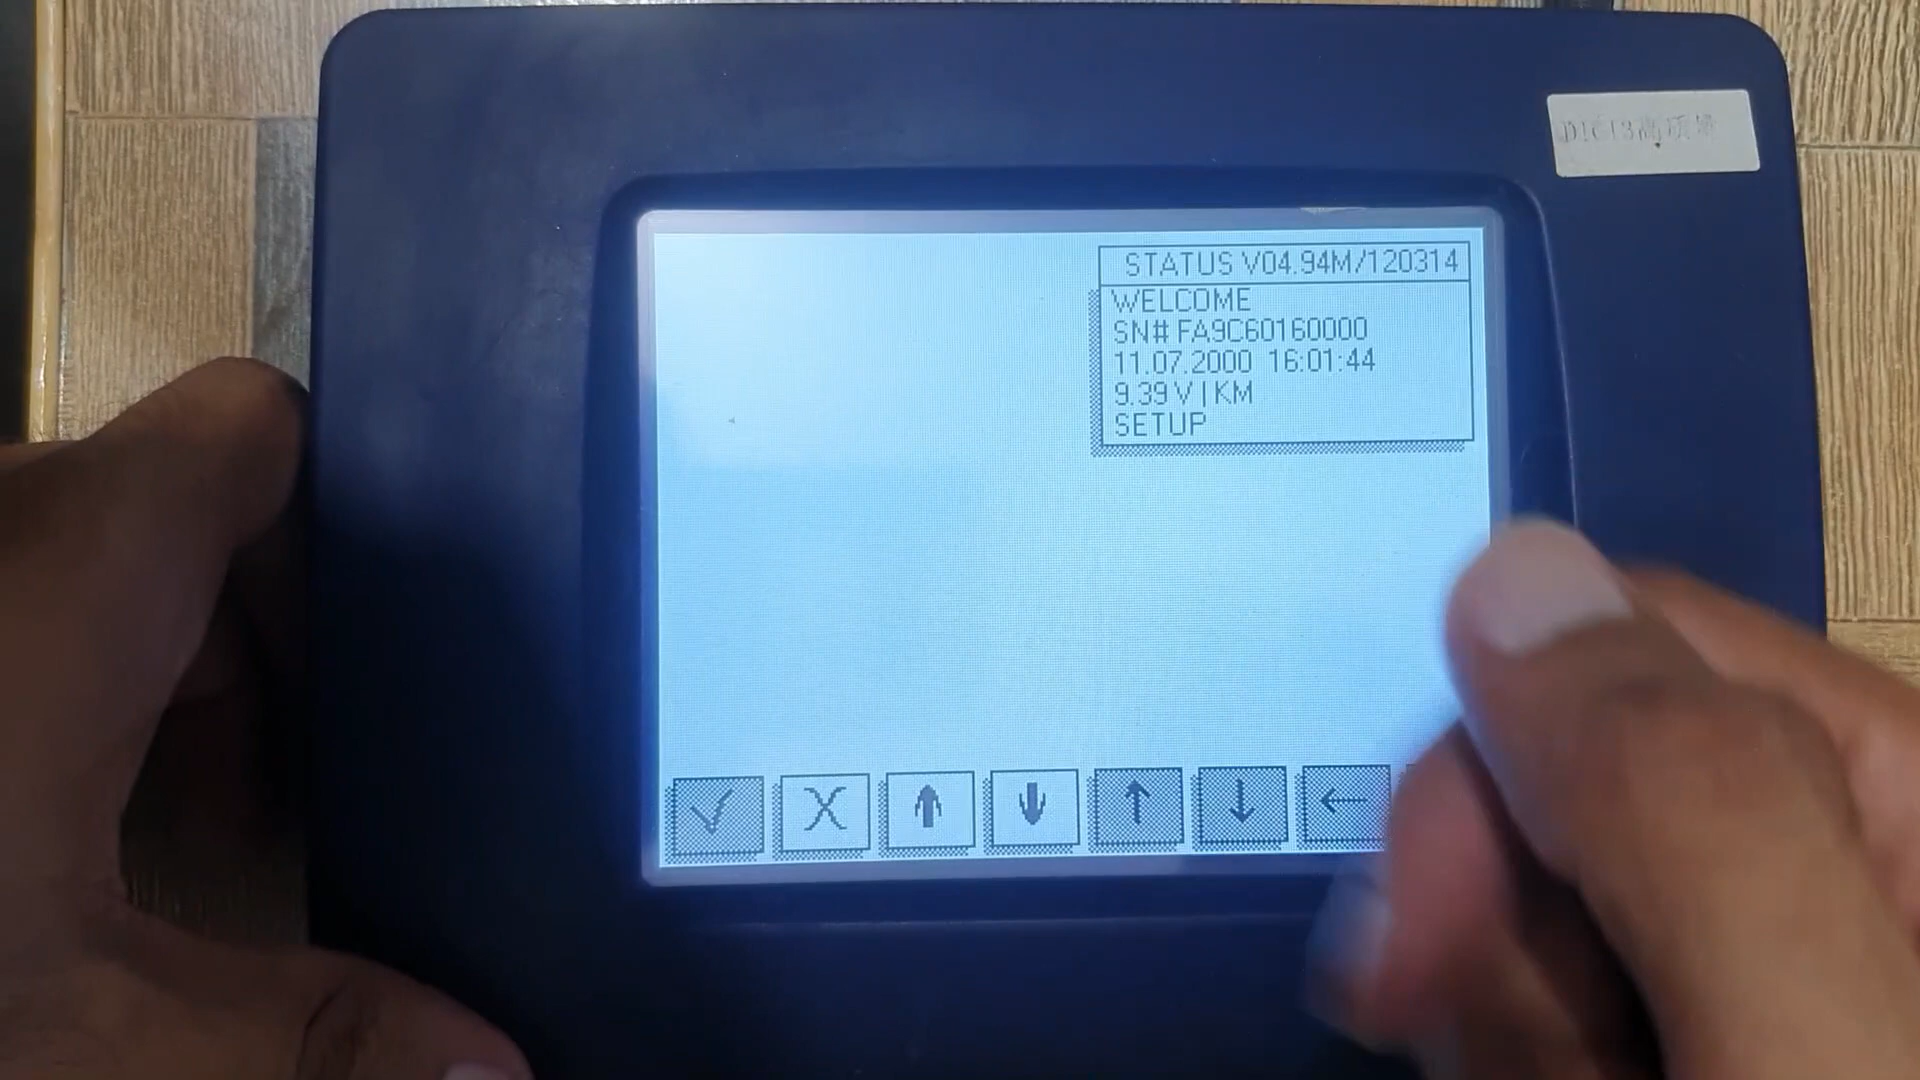 STATUS V04.94M/120314
WELCOME
SN# FA9C60160000
11.07.2000 16:01:44
9.39 V | KM
SETUP